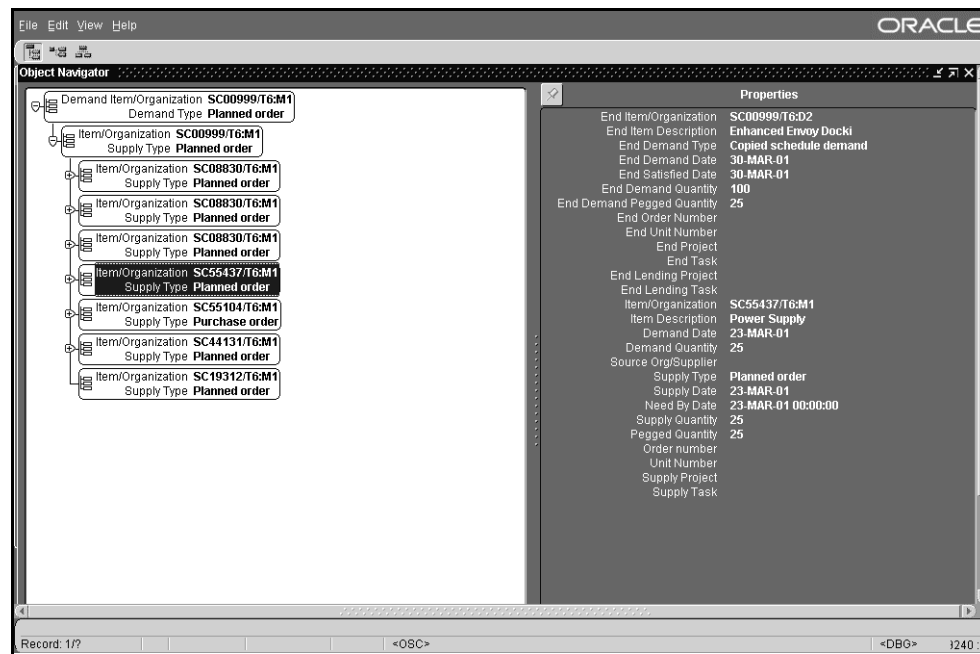 File Edit View Help
ORACLE
Object Navigator
Demand Item/Organization SC00999/T6:M1
Demand Type Planned order
Item/Organization SC00999/T6:M1
Supply Type Planned order
Item/Organization SC08830/T6:M1
Supply Type Planned order
Item/Organization SC08830/T6:M1
Supply Type Planned order
Item/Organization SC08830/T6:M1
Supply Type Planned order
Item/Organization SC55437/T6:M1
Supply Type Planned order
Item/Organization SC55104/T6:M1
Supply Type Purchase order
Item/Organization SC44131/T6:M1
Supply Type Planned order
Item/Organization SC19312/T6:M1
Supply Type Planned order
Properties
End Item/Organization SC00999/T6:D2
End Item Description Enhanced Envoy Docki
End Demand Type Copied schedule demand
End Demand Date 30-MAR-01
End Satisfied Date 30-MAR-01
End Demand Quantity 100
End Demand Pegged Quantity 25
End Order Number
End Unit Number
End Project
End Task
End Lending Project
End Lending Task
Item/Organization SC55437/T6:M1
Item Description Power Supply
Demand Date 23-MAR-01
Demand Quantity 25
Source Org/Supplier
Supply Type Planned order
Supply Date 23-MAR-01
Need By Date 23-MAR-01 00:00:00
Supply Quantity 25
Pegged Quantity 25
Order number
Unit Number
Supply Project
Supply Task
Record: 1/? <OSC> <DBG>